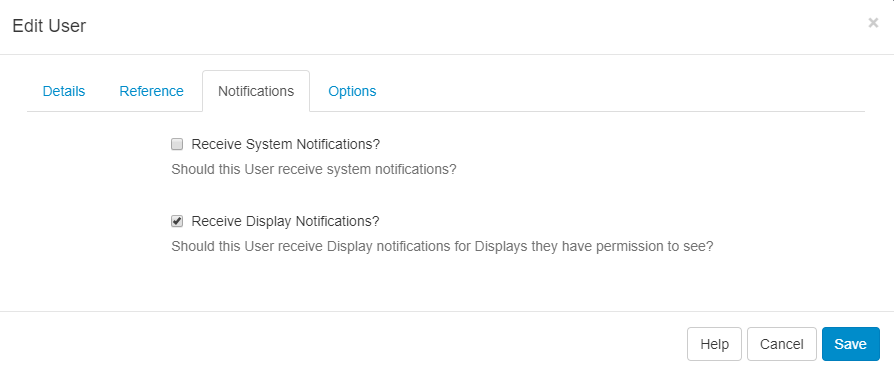 Edit User
×
Details Reference Notifications Options
Receive System Notifications?
Should this User receive system notifications?
Receive Display Notifications?
Should this User receive Display notifications for Displays they have permission to see?
Help Cancel Save